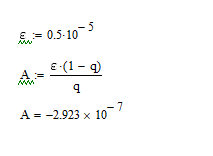 ε := 0.5·10⁻⁵
A := ε·(1 − q) / q
A = −2.923 × 10⁻⁷